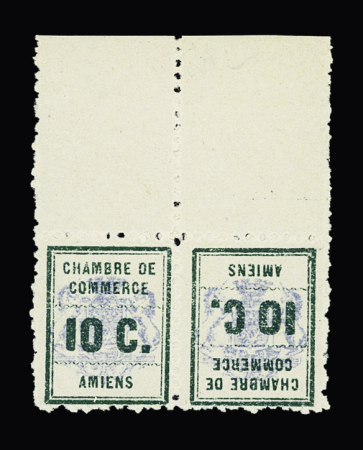 CHAMBRE DE
COMMERCE
10 C.
AMIENS
CHAMBRE DE
COMMERCE
10 C.
AMIENS